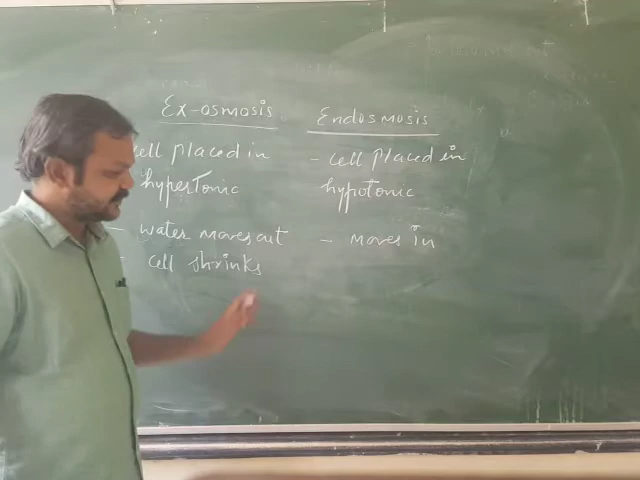 Ex-osmosis
cell placed in
hypertonic
- water moves out
- cell shrinks
Endosmosis
- cell placed in
hypotonic
- moves in